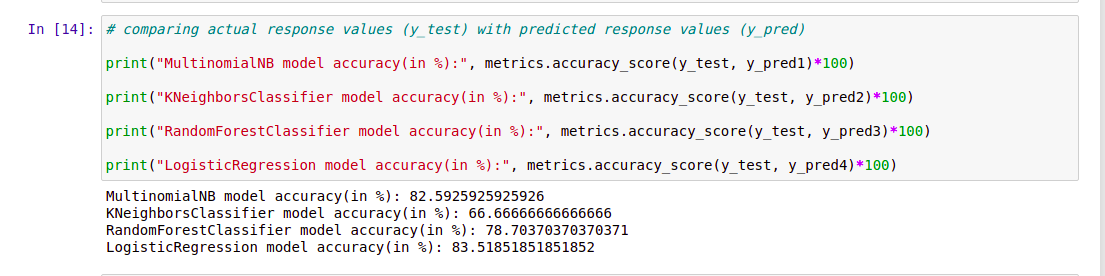 In [14]: # comparing actual response values (y_test) with predicted response values (y_pred)
print("MultinomialNB model accuracy(in %):", metrics.accuracy_score(y_test, y_pred1)*100)
print("KNeighborsClassifier model accuracy(in %):", metrics.accuracy_score(y_test, y_pred2)*100)
print("RandomForestClassifier model accuracy(in %):", metrics.accuracy_score(y_test, y_pred3)*100)
print("LogisticRegression model accuracy(in %):", metrics.accuracy_score(y_test, y_pred4)*100)
MultinomialNB model accuracy(in %): 82.5925925925926
KNeighborsClassifier model accuracy(in %): 66.66666666666666
RandomForestClassifier model accuracy(in %): 78.70370370370371
LogisticRegression model accuracy(in %): 83.51851851851852